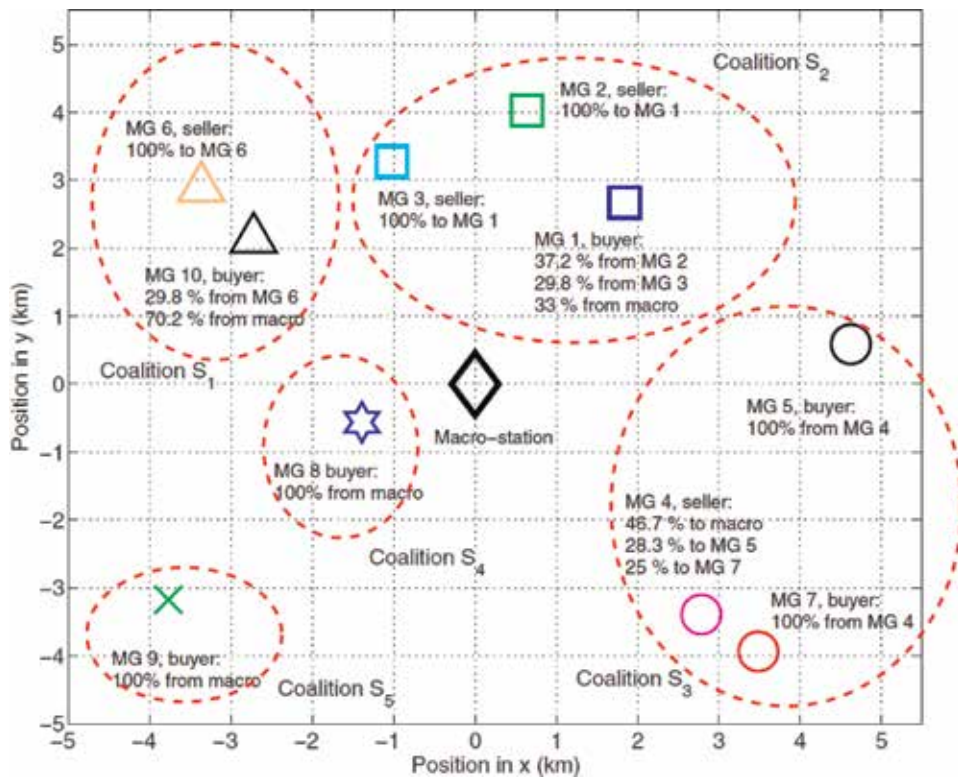 Coalition S2
MG 2, seller:
100% to MG 1
MG 6, seller:
100% to MG 6
MG 3, seller:
100% to MG 1
MG 1, buyer:
37.2 % from MG 2
29.8 % from MG 3
33 % from macro
MG 10, buyer:
29.8 % from MG 6
70.2 % from macro
Coalition S1
MG 5, buyer:
100% from MG 4
Macro-station
MG 8 buyer:
100% from macro
MG 4, seller:
46.7 % to macro
28.3 % to MG 5
25 % to MG 7
Coalition S4
MG 7, buyer:
100% from MG 4
MG 9, buyer:
100% from macro
Coalition S5
Coalition S3
5
4
3
2
1
0
−1
−2
−3
−4
−5
Position in y (km)
−5 −4 −3 −2 −1 0 1 2 3 4 5
Position in x (km)